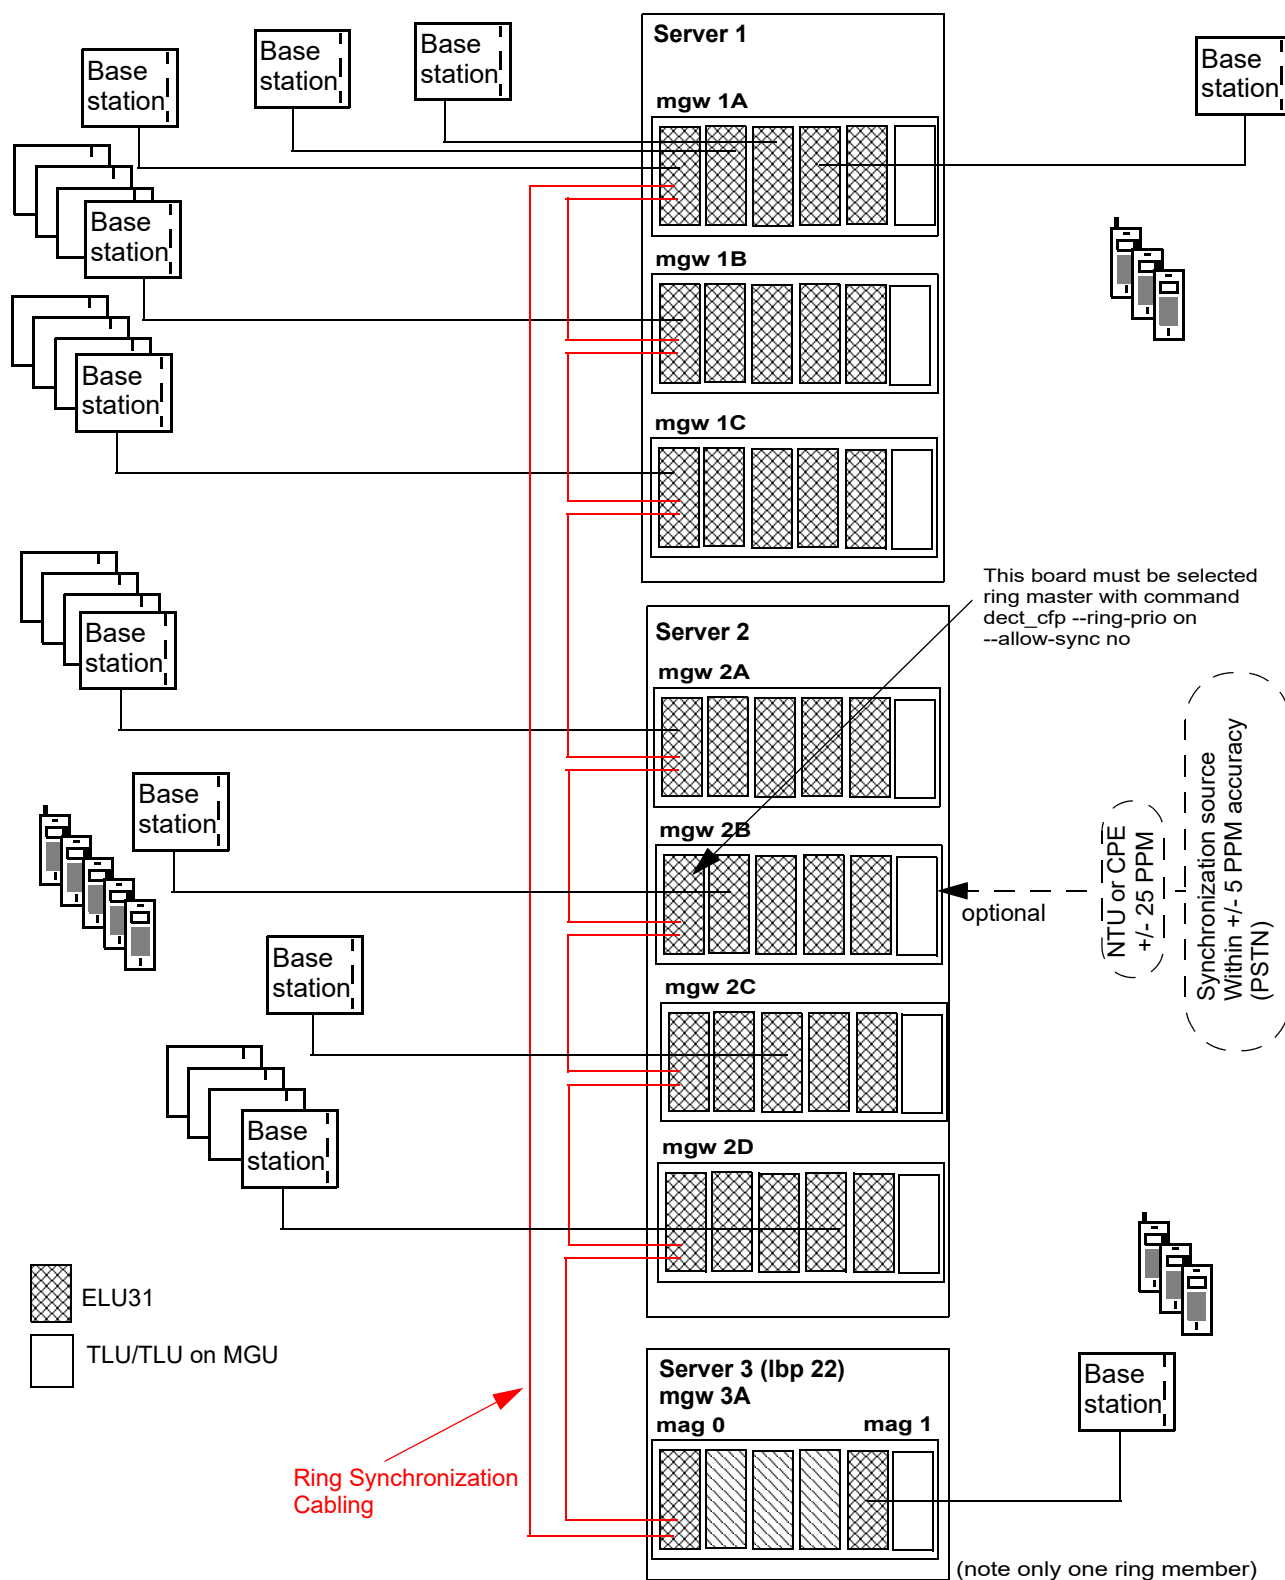 Base
station
Base
station
Base
station
Server 1
Base
station
mgw 1A
Base
station
mgw 1B
Base
station
mgw 1C
This board must be selected
ring master with command
dect_cfp --ring-prio on
--allow-sync no
Base
station
Server 2
mgw 2A
Base
station
mgw 2B
optional
NTU or CPE
+/- 25 PPM
Synchronization source
Within +/- 5 PPM accuracy
(PSTN)
Base
station
mgw 2C
Base
station
mgw 2D
ELU31
TLU/TLU on MGU
Server 3 (lbp 22)
mgw 3A
mag 0
mag 1
Base
station
Ring Synchronization
Cabling
(note only one ring member)